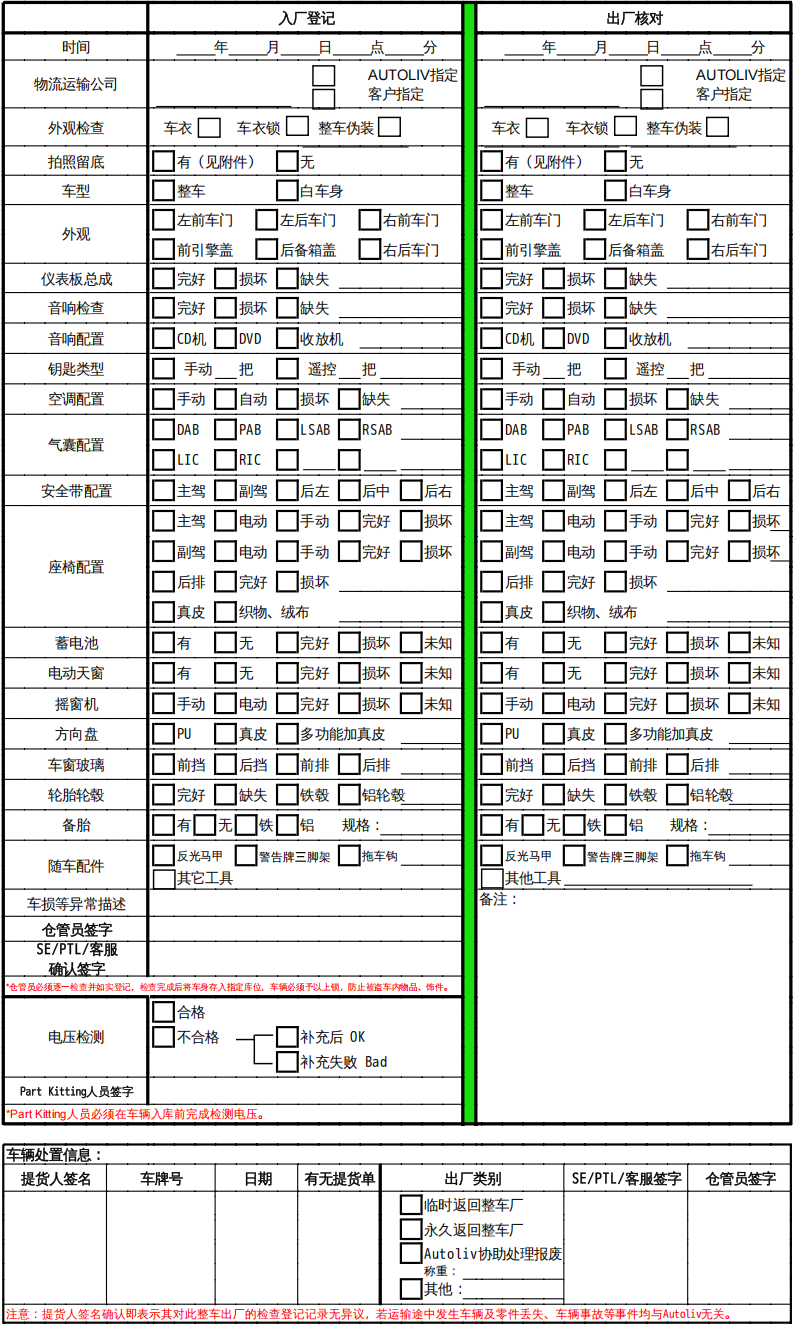 入厂登记 出厂核对
时间 ____年____月____日____点____分 ____年____月____日____点____分
AUTOLIV指定 AUTOLIV指定
物流运输公司 客户指定 客户指定
外观检查 车衣 车衣锁 整车伪装 车衣 车衣锁 整车伪装
拍照留底 有（见附件） 无 有（见附件） 无
车型 整车 白车身 整车 白车身
外观 左前车门 左后车门 右前车门 左前车门 左后车门 右前车门
前引擎盖 后备箱盖 右后车门 前引擎盖 后备箱盖 右后车门
仪表板总成 完好 损坏 缺失 完好 损坏 缺失
音响检查 完好 损坏 缺失 完好 损坏 缺失
音响配置 CD机 DVD 收放机 CD机 DVD 收放机
钥匙类型 手动___把 遥控___把 手动___把 遥控___把
空调配置 手动 自动 损坏 缺失 手动 自动 损坏 缺失
气囊配置 DAB PAB LSAB RSAB DAB PAB LSAB RSAB
LIC RIC LIC RIC
安全带配置 主驾 副驾 后左 后中 后右 主驾 副驾 后左 后中 后右
座椅配置 主驾 电动 手动 完好 损坏 主驾 电动 手动 完好 损坏
副驾 电动 手动 完好 损坏 副驾 电动 手动 完好 损坏
后排 完好 损坏 后排 完好 损坏
真皮 织物、绒布 真皮 织物、绒布
蓄电池 有 无 完好 损坏 未知 有 无 完好 损坏 未知
电动天窗 有 无 完好 损坏 未知 有 无 完好 损坏 未知
摇窗机 手动 电动 完好 损坏 未知 手动 电动 完好 损坏 未知
方向盘 PU 真皮 多功能加真皮 PU 真皮 多功能加真皮
车窗玻璃 前挡 后挡 前排 后排 前挡 后挡 前排 后排
轮胎轮毂 完好 缺失 铁毂 铝轮毂 完好 缺失 铁毂 铝轮毂
备胎 有 无 铁 铝 规格： 有 无 铁 铝 规格：
随车配件 反光马甲 警告牌三脚架 拖车钩 反光马甲 警告牌三脚架 拖车钩
其它工具 其他工具
车损等异常描述 备注：
仓管员签字
SE/PTL/客服
确认签字
*仓管员必须逐一检查并如实登记，检查完成后将车身存入指定库位，车辆必须予以上锁，防止被盗车内物品、饰件。
电压检测 合格
不合格 补充后 OK
补充失败 Bad
Part Kitting人员签字
*Part Kitting人员必须在车辆入库前完成检测电压。
车辆处置信息：
提货人签名 车牌号 日期 有无提货单 出厂类别 SE/PTL/客服签字 仓管员签字
临时返回整车厂
永久返回整车厂
Autoliv协助处理报废
称重：
其他：
注意：提货人签名确认即表示其对此整车出厂的检查登记记录无异议，若运输途中发生车辆及零件丢失、车辆事故等事件均与Autoliv无关。